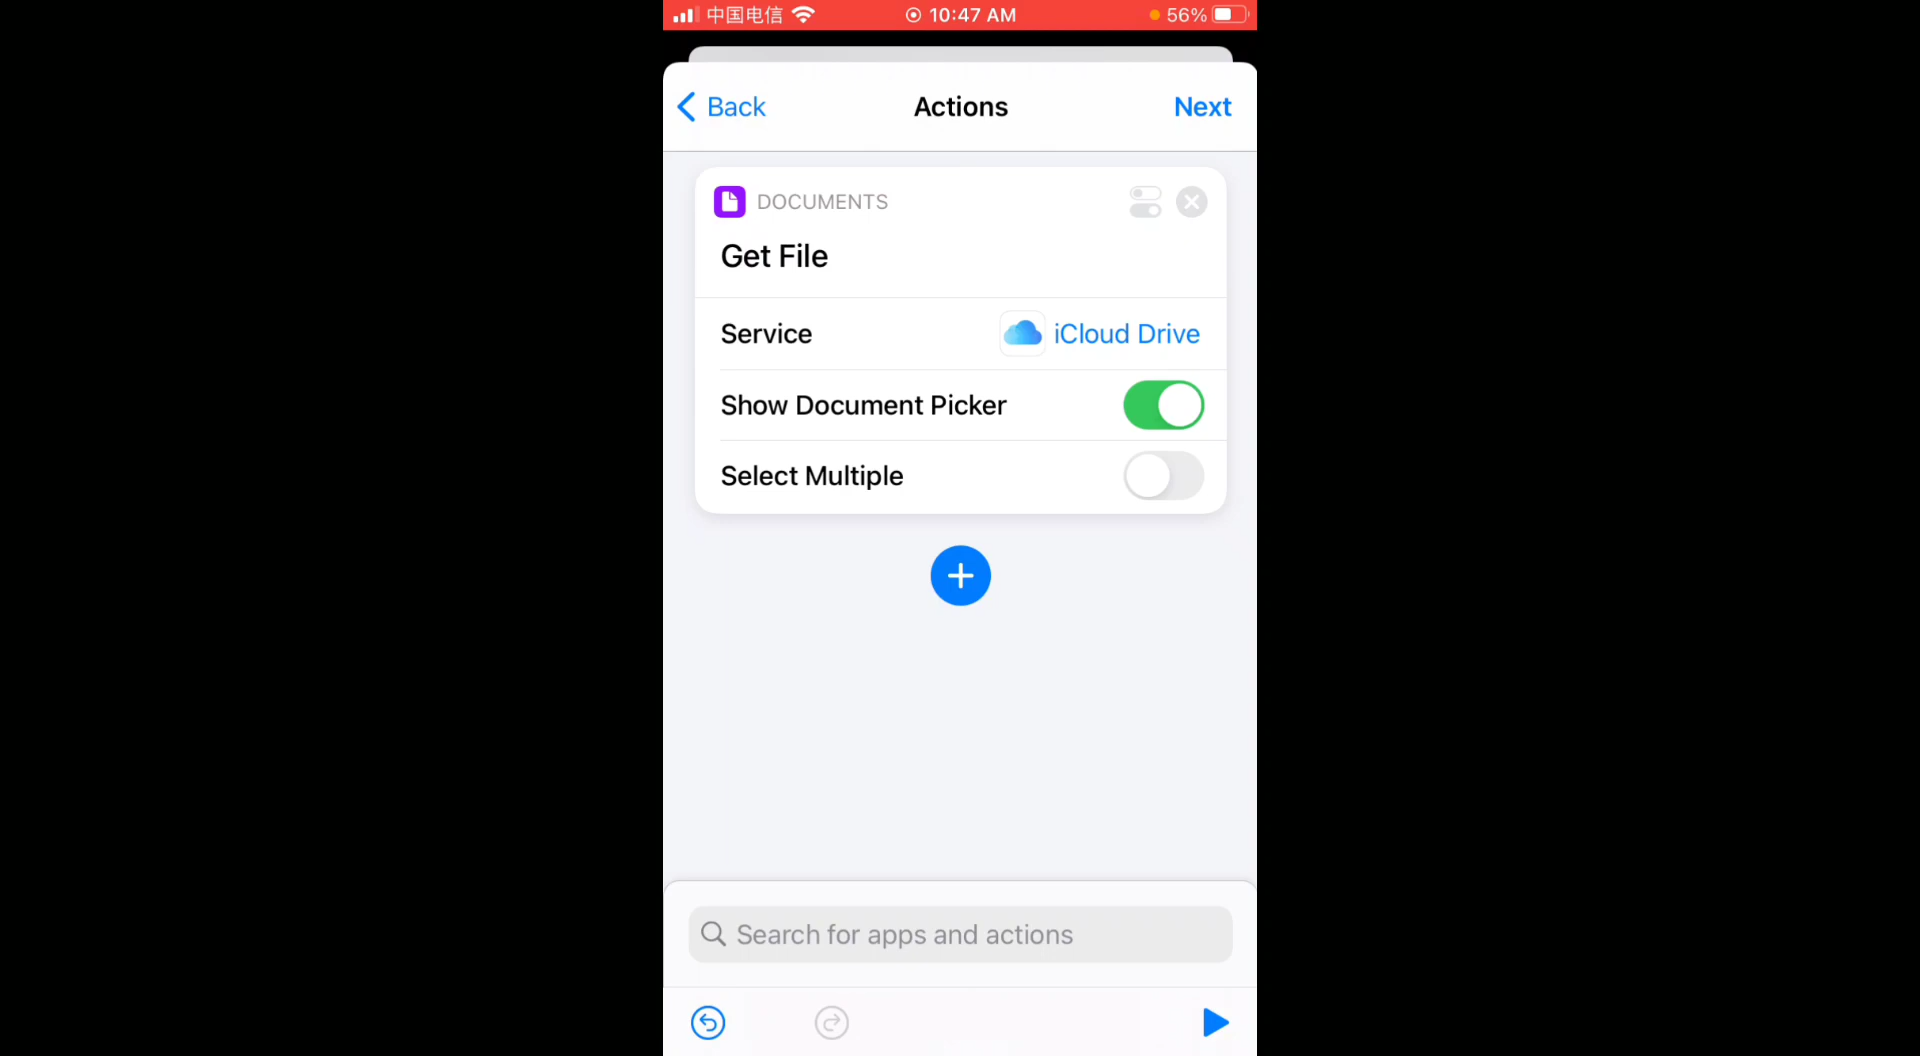 中国电信 10:47 AM 56%
Back Actions Next
DOCUMENTS
Get File
Service iCloud Drive
Show Document Picker
Select Multiple
Search for apps and actions